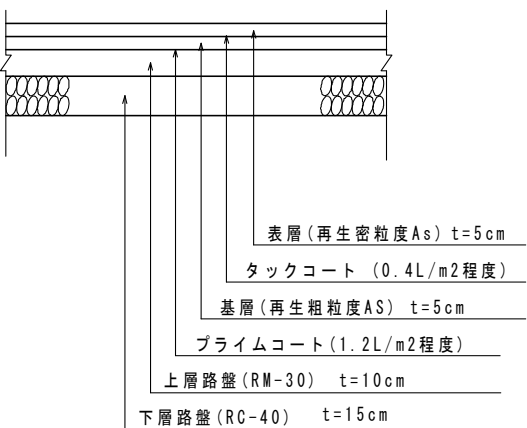 表層(再生密粒度As) t=5cm
タックコート (0.4L/m2程度)
基層(再生粗粒度AS) t=5cm
プライムコート(1.2L/m2程度)
上層路盤(RM-30) t=10cm
下層路盤(RC-40) t=15cm